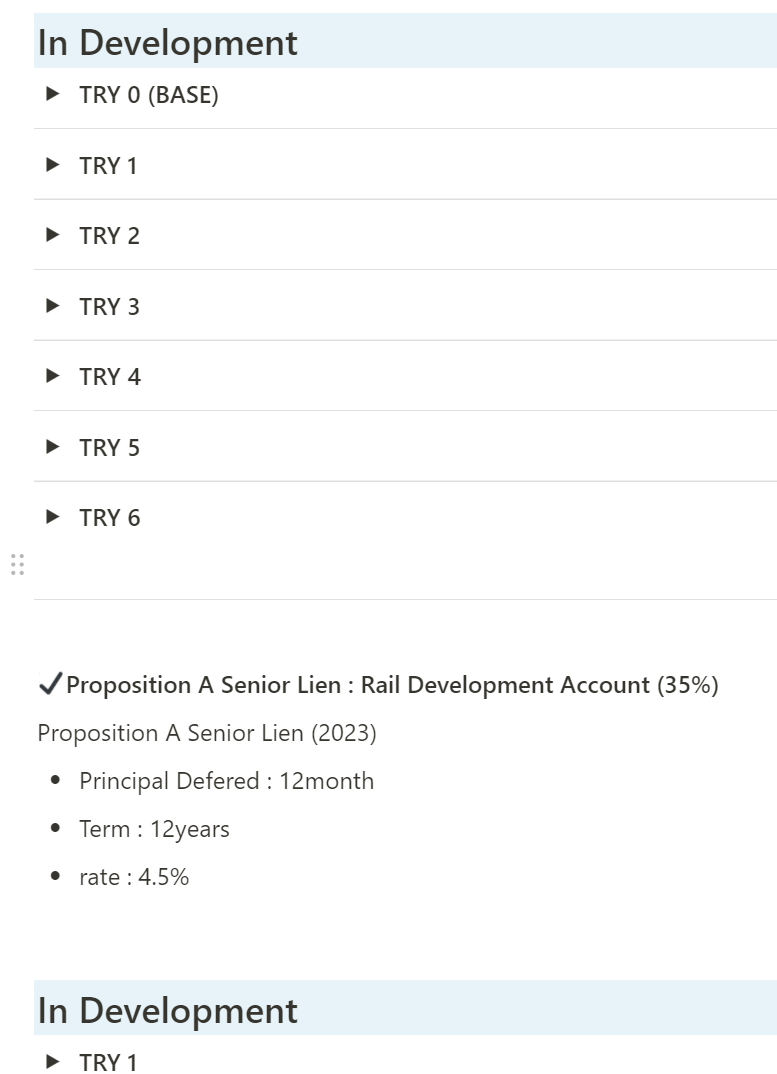 In Development
TRY 0 (BASE)
TRY 1
TRY 2
TRY 3
TRY 4
TRY 5
TRY 6
Proposition A Senior Lien : Rail Development Account (35%)
Proposition A Senior Lien (2023)
Principal Defered : 12month
Term : 12years
rate : 4.5%
In Development
TRY 1